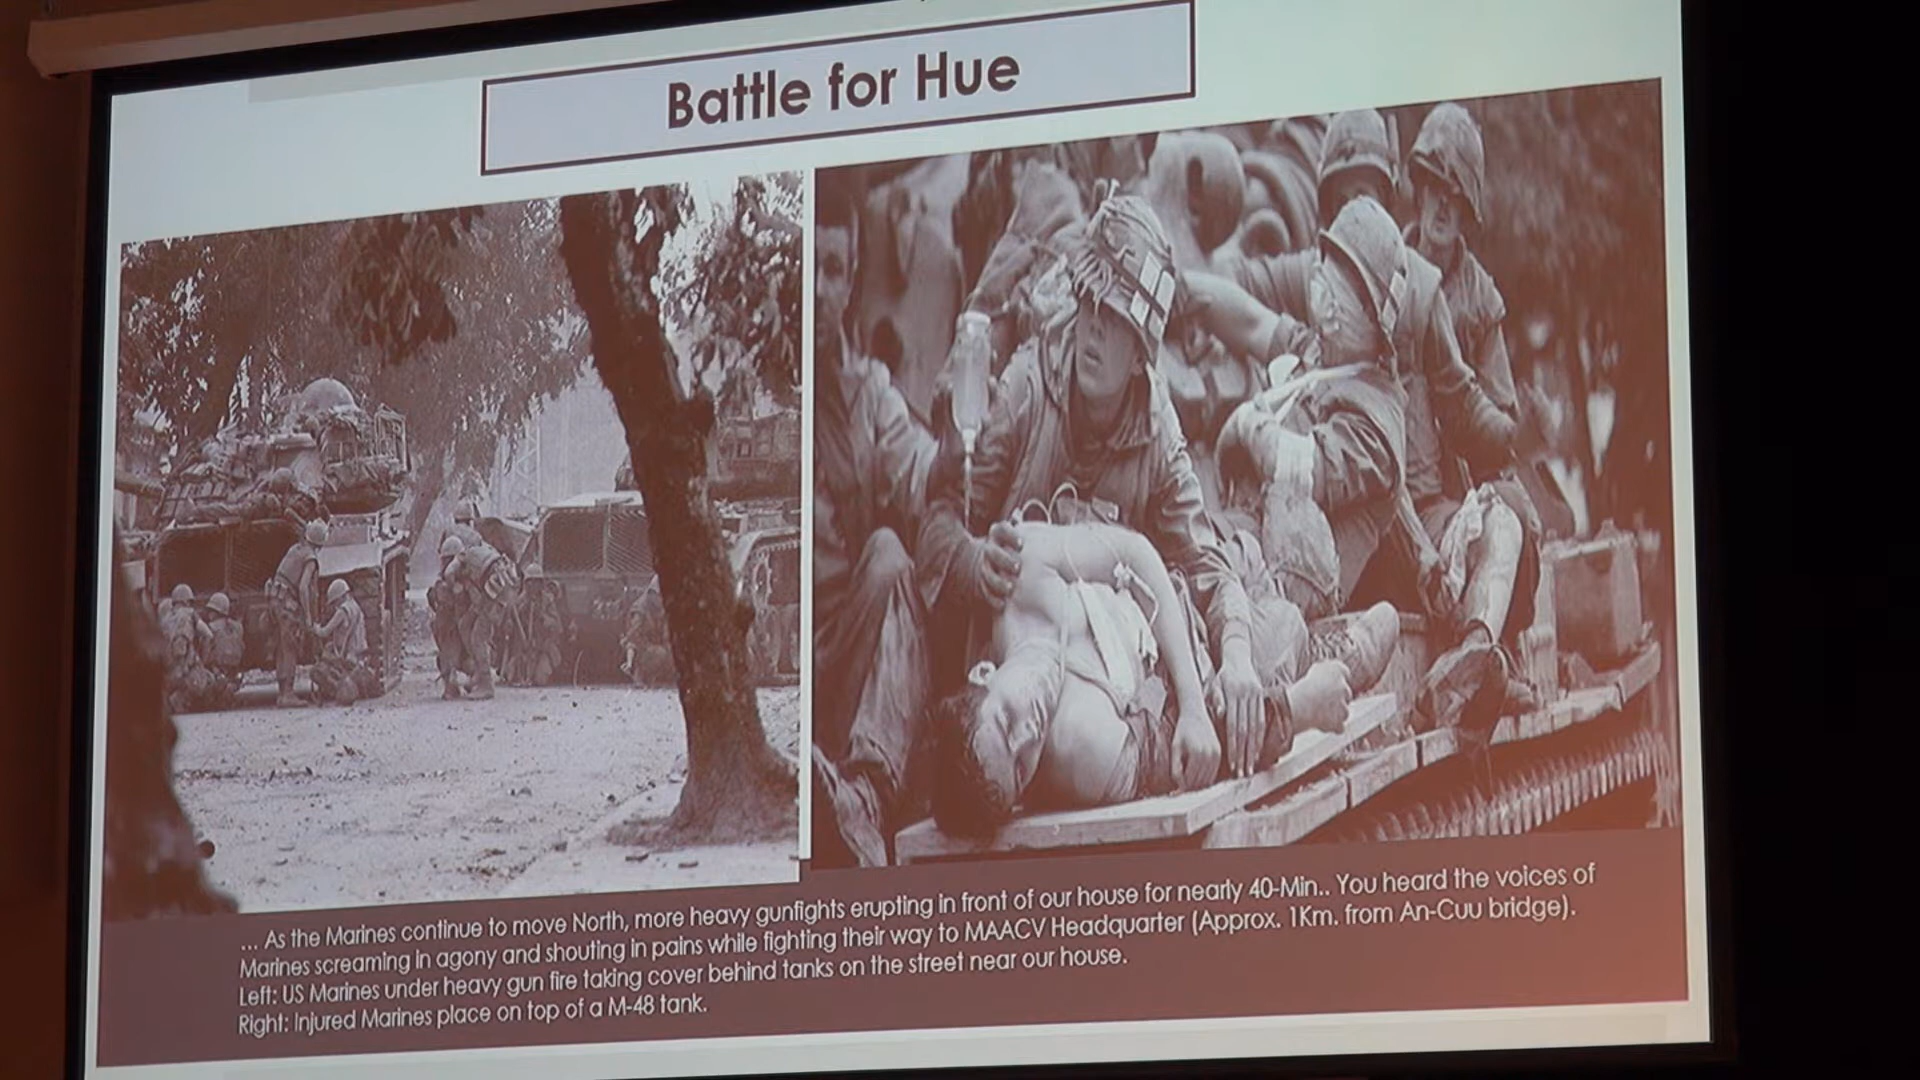 Battle for Hue
... As the Marines continue to move North, more heavy gunfights erupting in front of our house for nearly 40-Min.. You heard the voices of
Marines screaming in agony and shouting in pains while fighting their way to MAACV Headquarter (Approx. 1Km. from An-Cuu bridge).
Left: US Marines under heavy gun fire taking cover behind tanks on the street near our house.
Right: Injured Marines place on top of a M-48 tank.